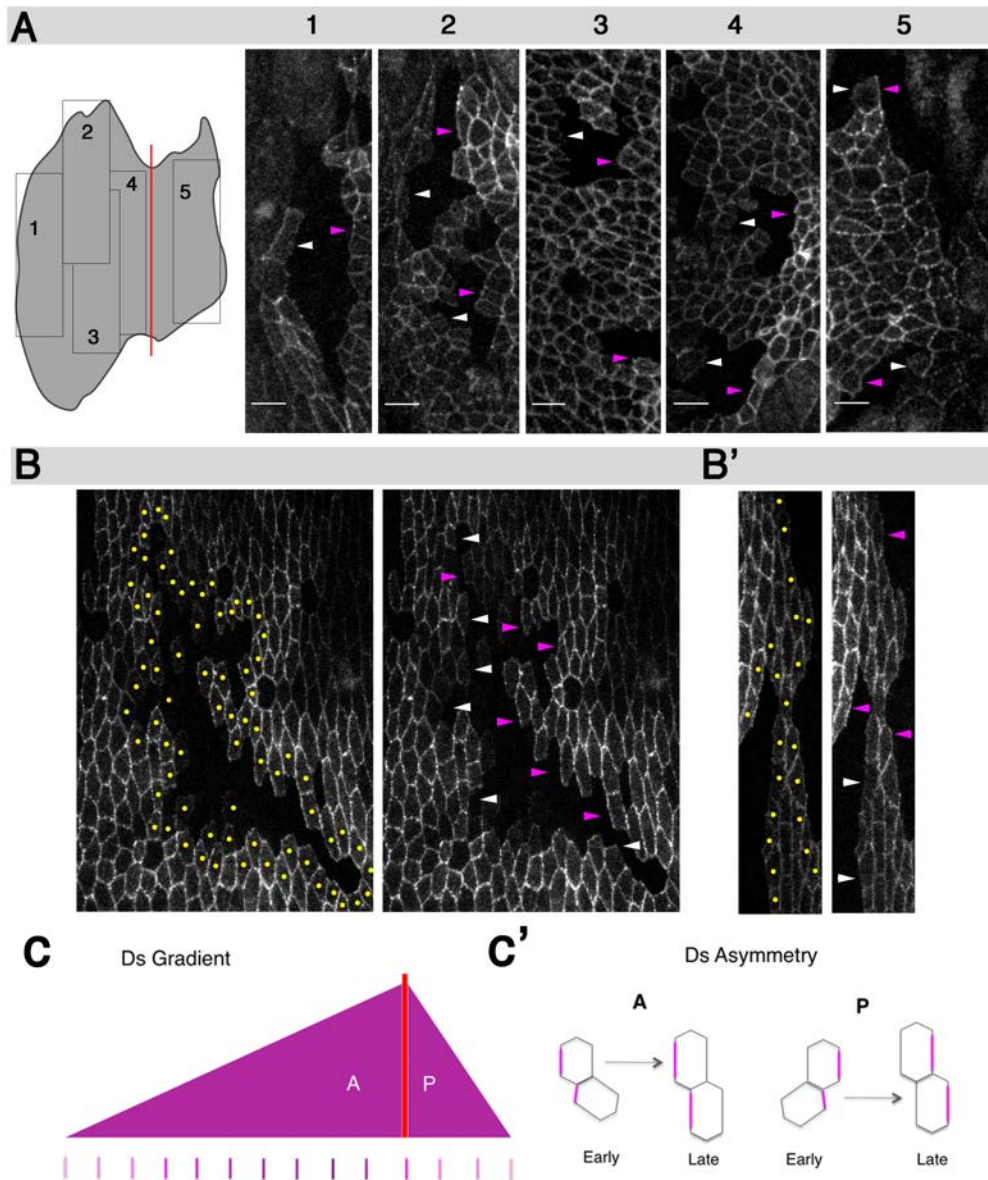 A 1 2 3 4 5
1 2 3 4 5
B B'
C Ds Gradient
A P
C' Ds Asymmetry
A P
Early Late Early Late